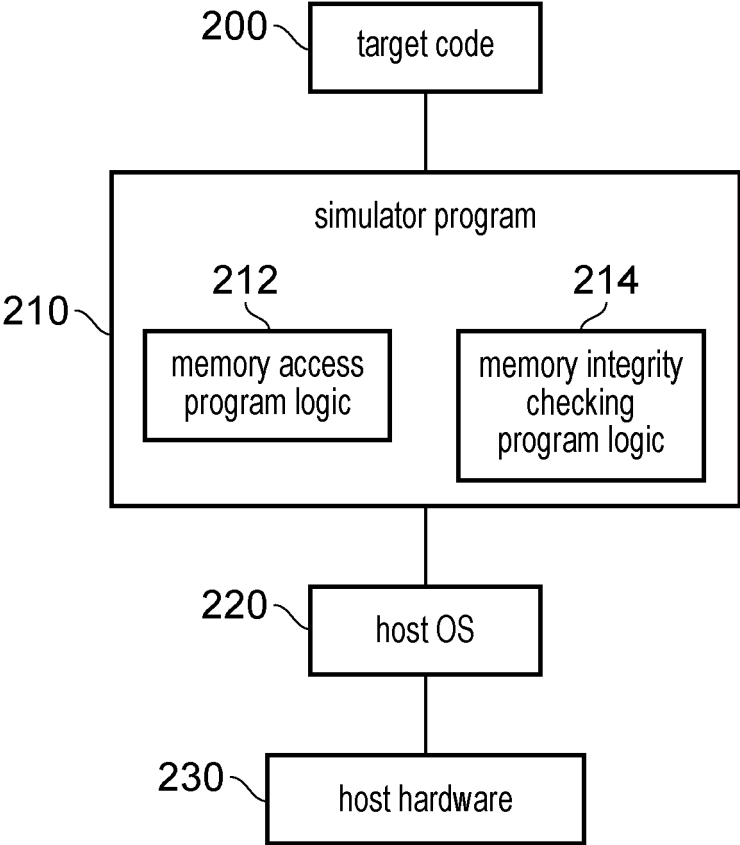 200
target code
simulator program
212
214
210
memory access
program logic
memory integrity
checking
program logic
220
host OS
230
host hardware